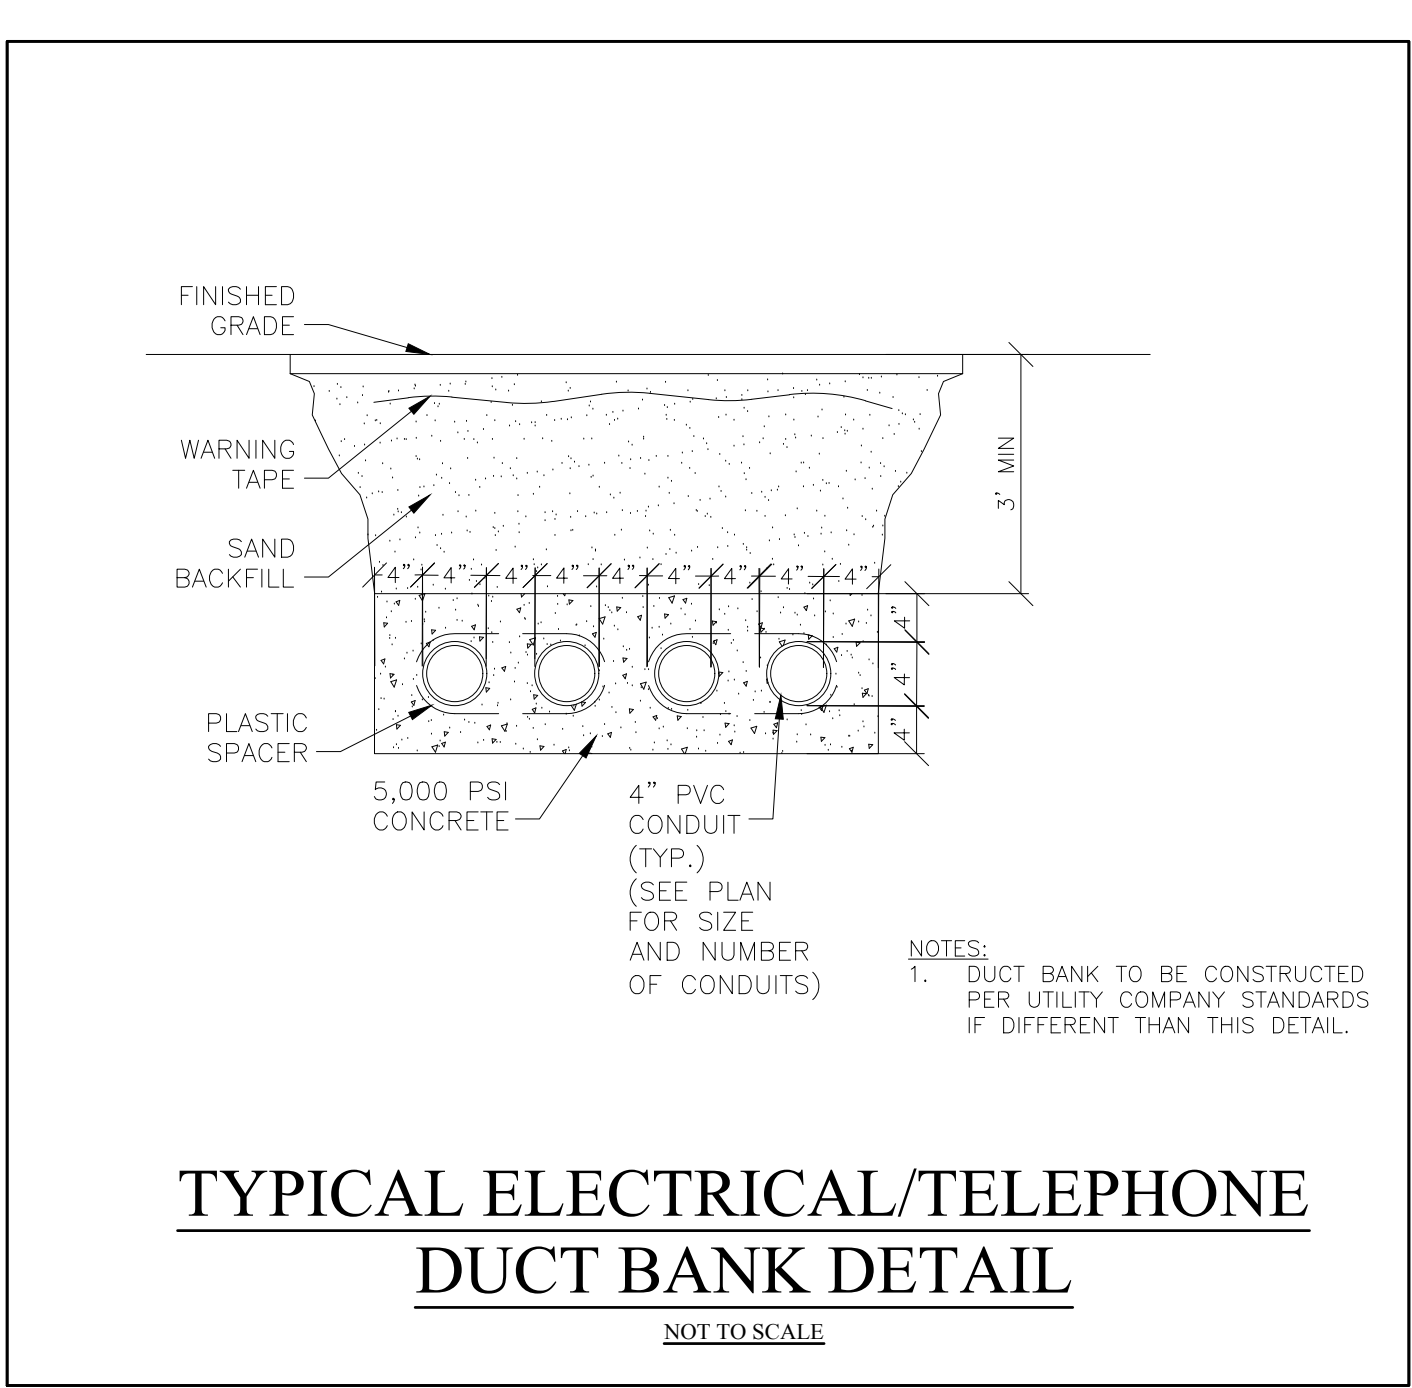 FINISHED
GRADE
WARNING
TAPE
3' MIN
SAND
BACKFILL
4" 4" 4" 4" 4" 4" 4" 4" 4"
4"
4"
4"
PLASTIC
SPACER
5,000 PSI
CONCRETE
4" PVC
CONDUIT
(TYP.)
(SEE PLAN
FOR SIZE
AND NUMBER
OF CONDUITS)
NOTES:
1. DUCT BANK TO BE CONSTRUCTED
PER UTILITY COMPANY STANDARDS
IF DIFFERENT THAN THIS DETAIL.
TYPICAL ELECTRICAL/TELEPHONE
DUCT BANK DETAIL
NOT TO SCALE